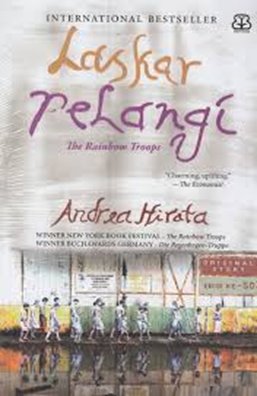 INTERNATIONAL BESTSELLER
Laskar
Pelangi
The Rainbow Troops
"Charming, uplifting."
— The Economist
Andrea Hirata
WINNER NEW YORK BOOK FESTIVAL – The Rainbow Troops
WINNER BUCHAWARDS GERMANY - Die Regenbogen-Truppe
ORIGINAL
STORY